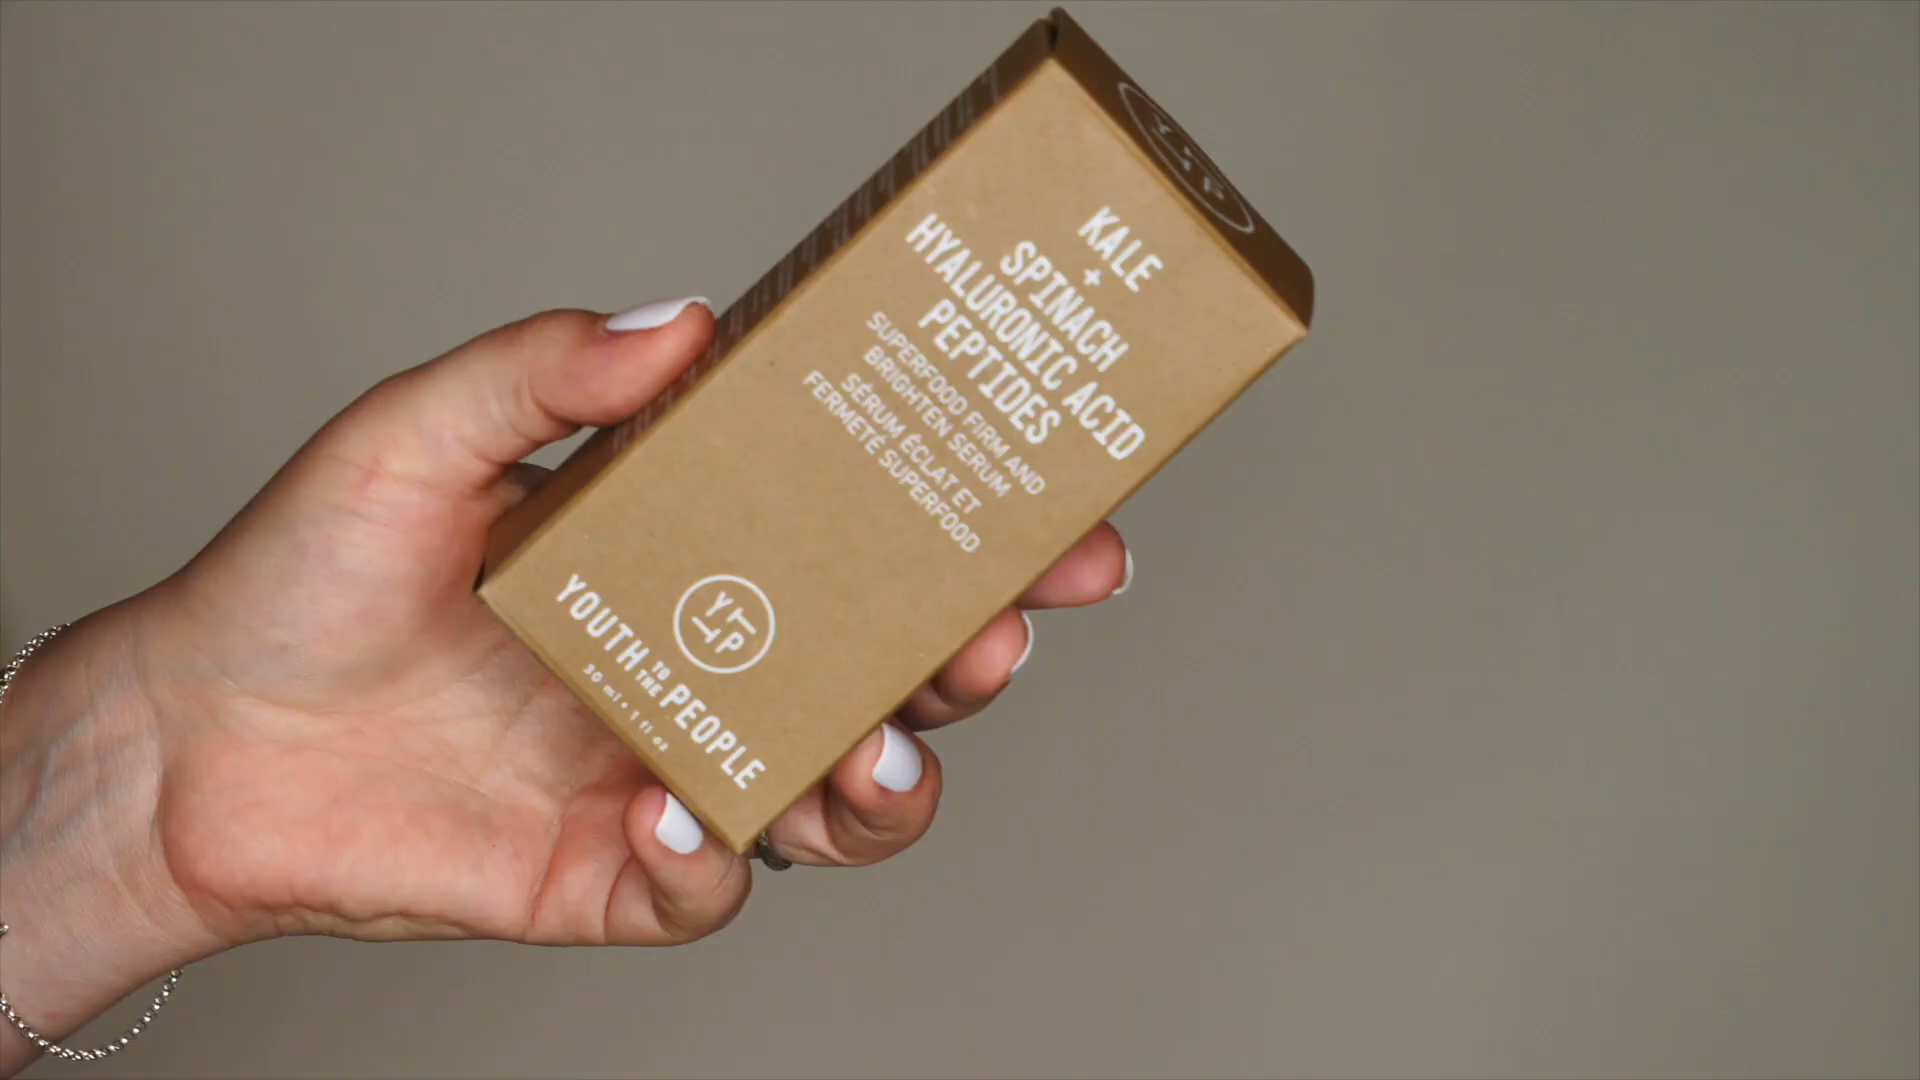 KALE
+
SPINACH
HYALURONIC ACID
PEPTIDES
SUPERFOOD FIRM AND
BRIGHTEN SERUM
SÉRUM ÉCLAT ET
FERMETÉ SUPERFOOD
YTTP
YOUTH TO THE PEOPLE
30 ml • 1 fl oz
YTTP